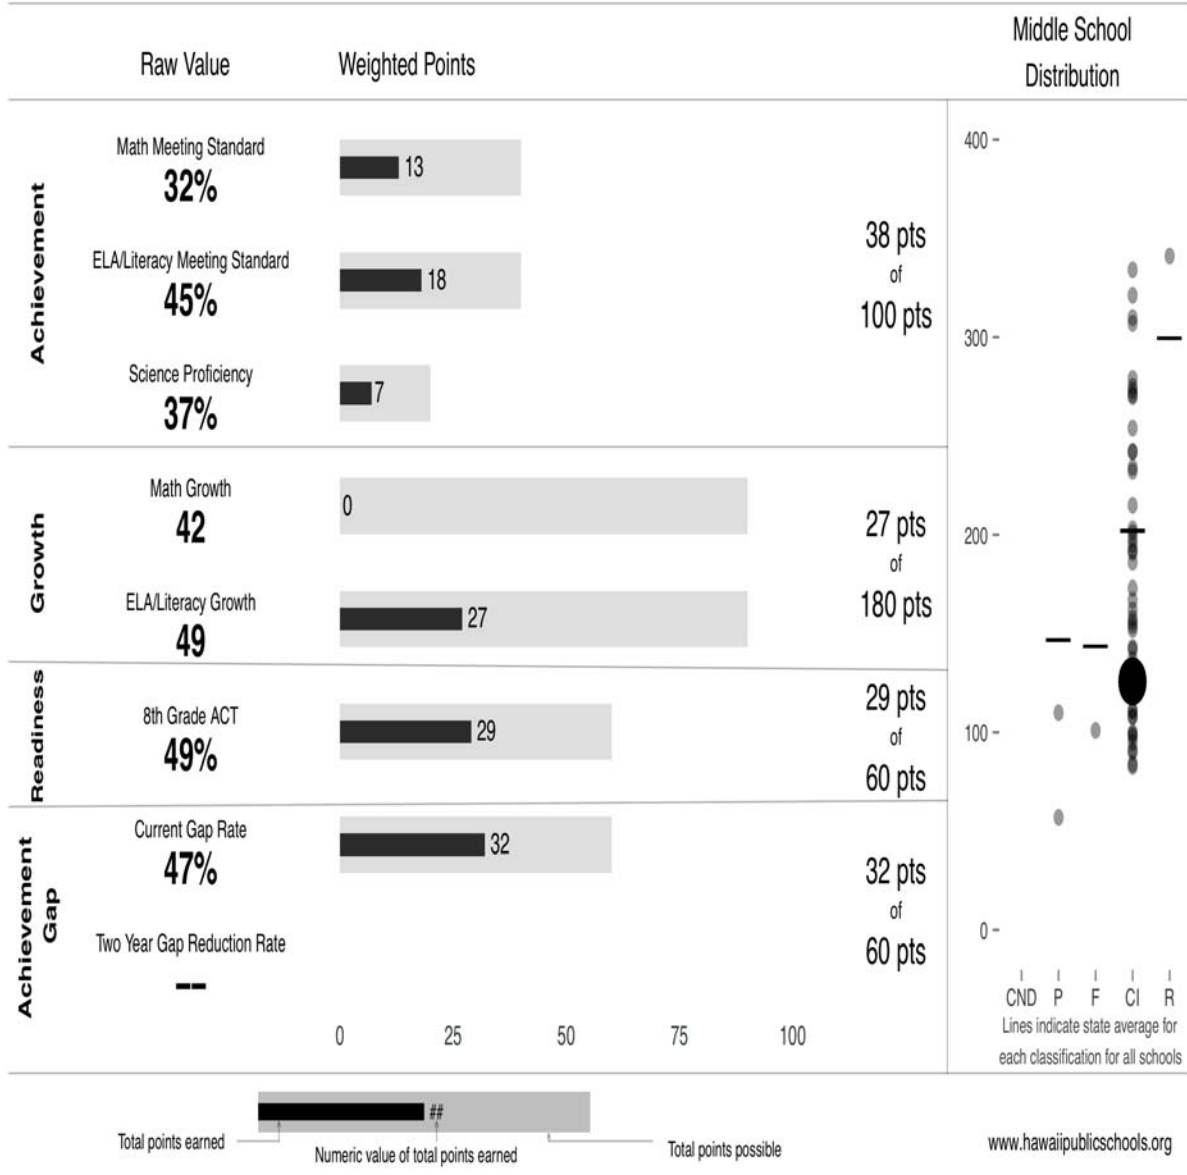 Raw Value
Weighted Points
Middle School
Distribution
Achievement
Math Meeting Standard
32%
13
ELA/Literacy Meeting Standard
45%
18
Science Proficiency
37%
7
38 pts
of
100 pts
Growth
Math Growth
42
0
ELA/Literacy Growth
49
27
27 pts
of
180 pts
Readiness
8th Grade ACT
49%
29
29 pts
of
60 pts
Achievement
Gap
Current Gap Rate
47%
32
Two Year Gap Reduction Rate
--
32 pts
of
60 pts
0 25 50 75 100
400
300
200
100
0
CND P F CI R
Lines indicate state average for
each classification for all schools
##
Total points earned
Numeric value of total points earned
Total points possible
www.hawaiipublicschools.org